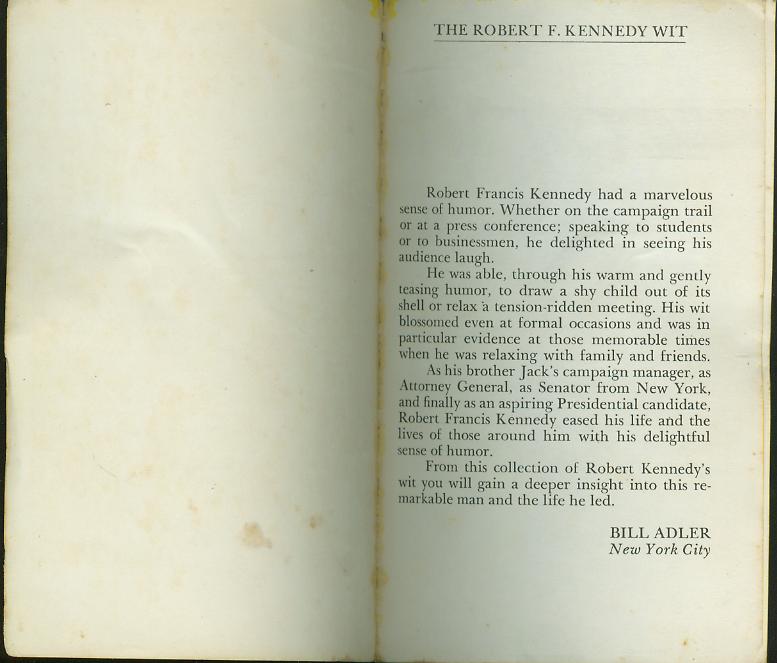 THE ROBERT F. KENNEDY WIT
Robert Francis Kennedy had a marvelous
sense of humor. Whether on the campaign trail
or at a press conference; speaking to students
or to businessmen, he delighted in seeing his
audience laugh.
He was able, through his warm and gently
teasing humor, to draw a shy child out of its
shell or relax a tension-ridden meeting. His wit
blossomed even at formal occasions and was in
particular evidence at those memorable times
when he was relaxing with family and friends.
As his brother Jack's campaign manager, as
Attorney General, as Senator from New York,
and finally as an aspiring Presidential candidate,
Robert Francis Kennedy eased his life and the
lives of those around him with his delightful
sense of humor.
From this collection of Robert Kennedy's
wit you will gain a deeper insight into this re-
markable man and the life he led.
BILL ADLER
New York City